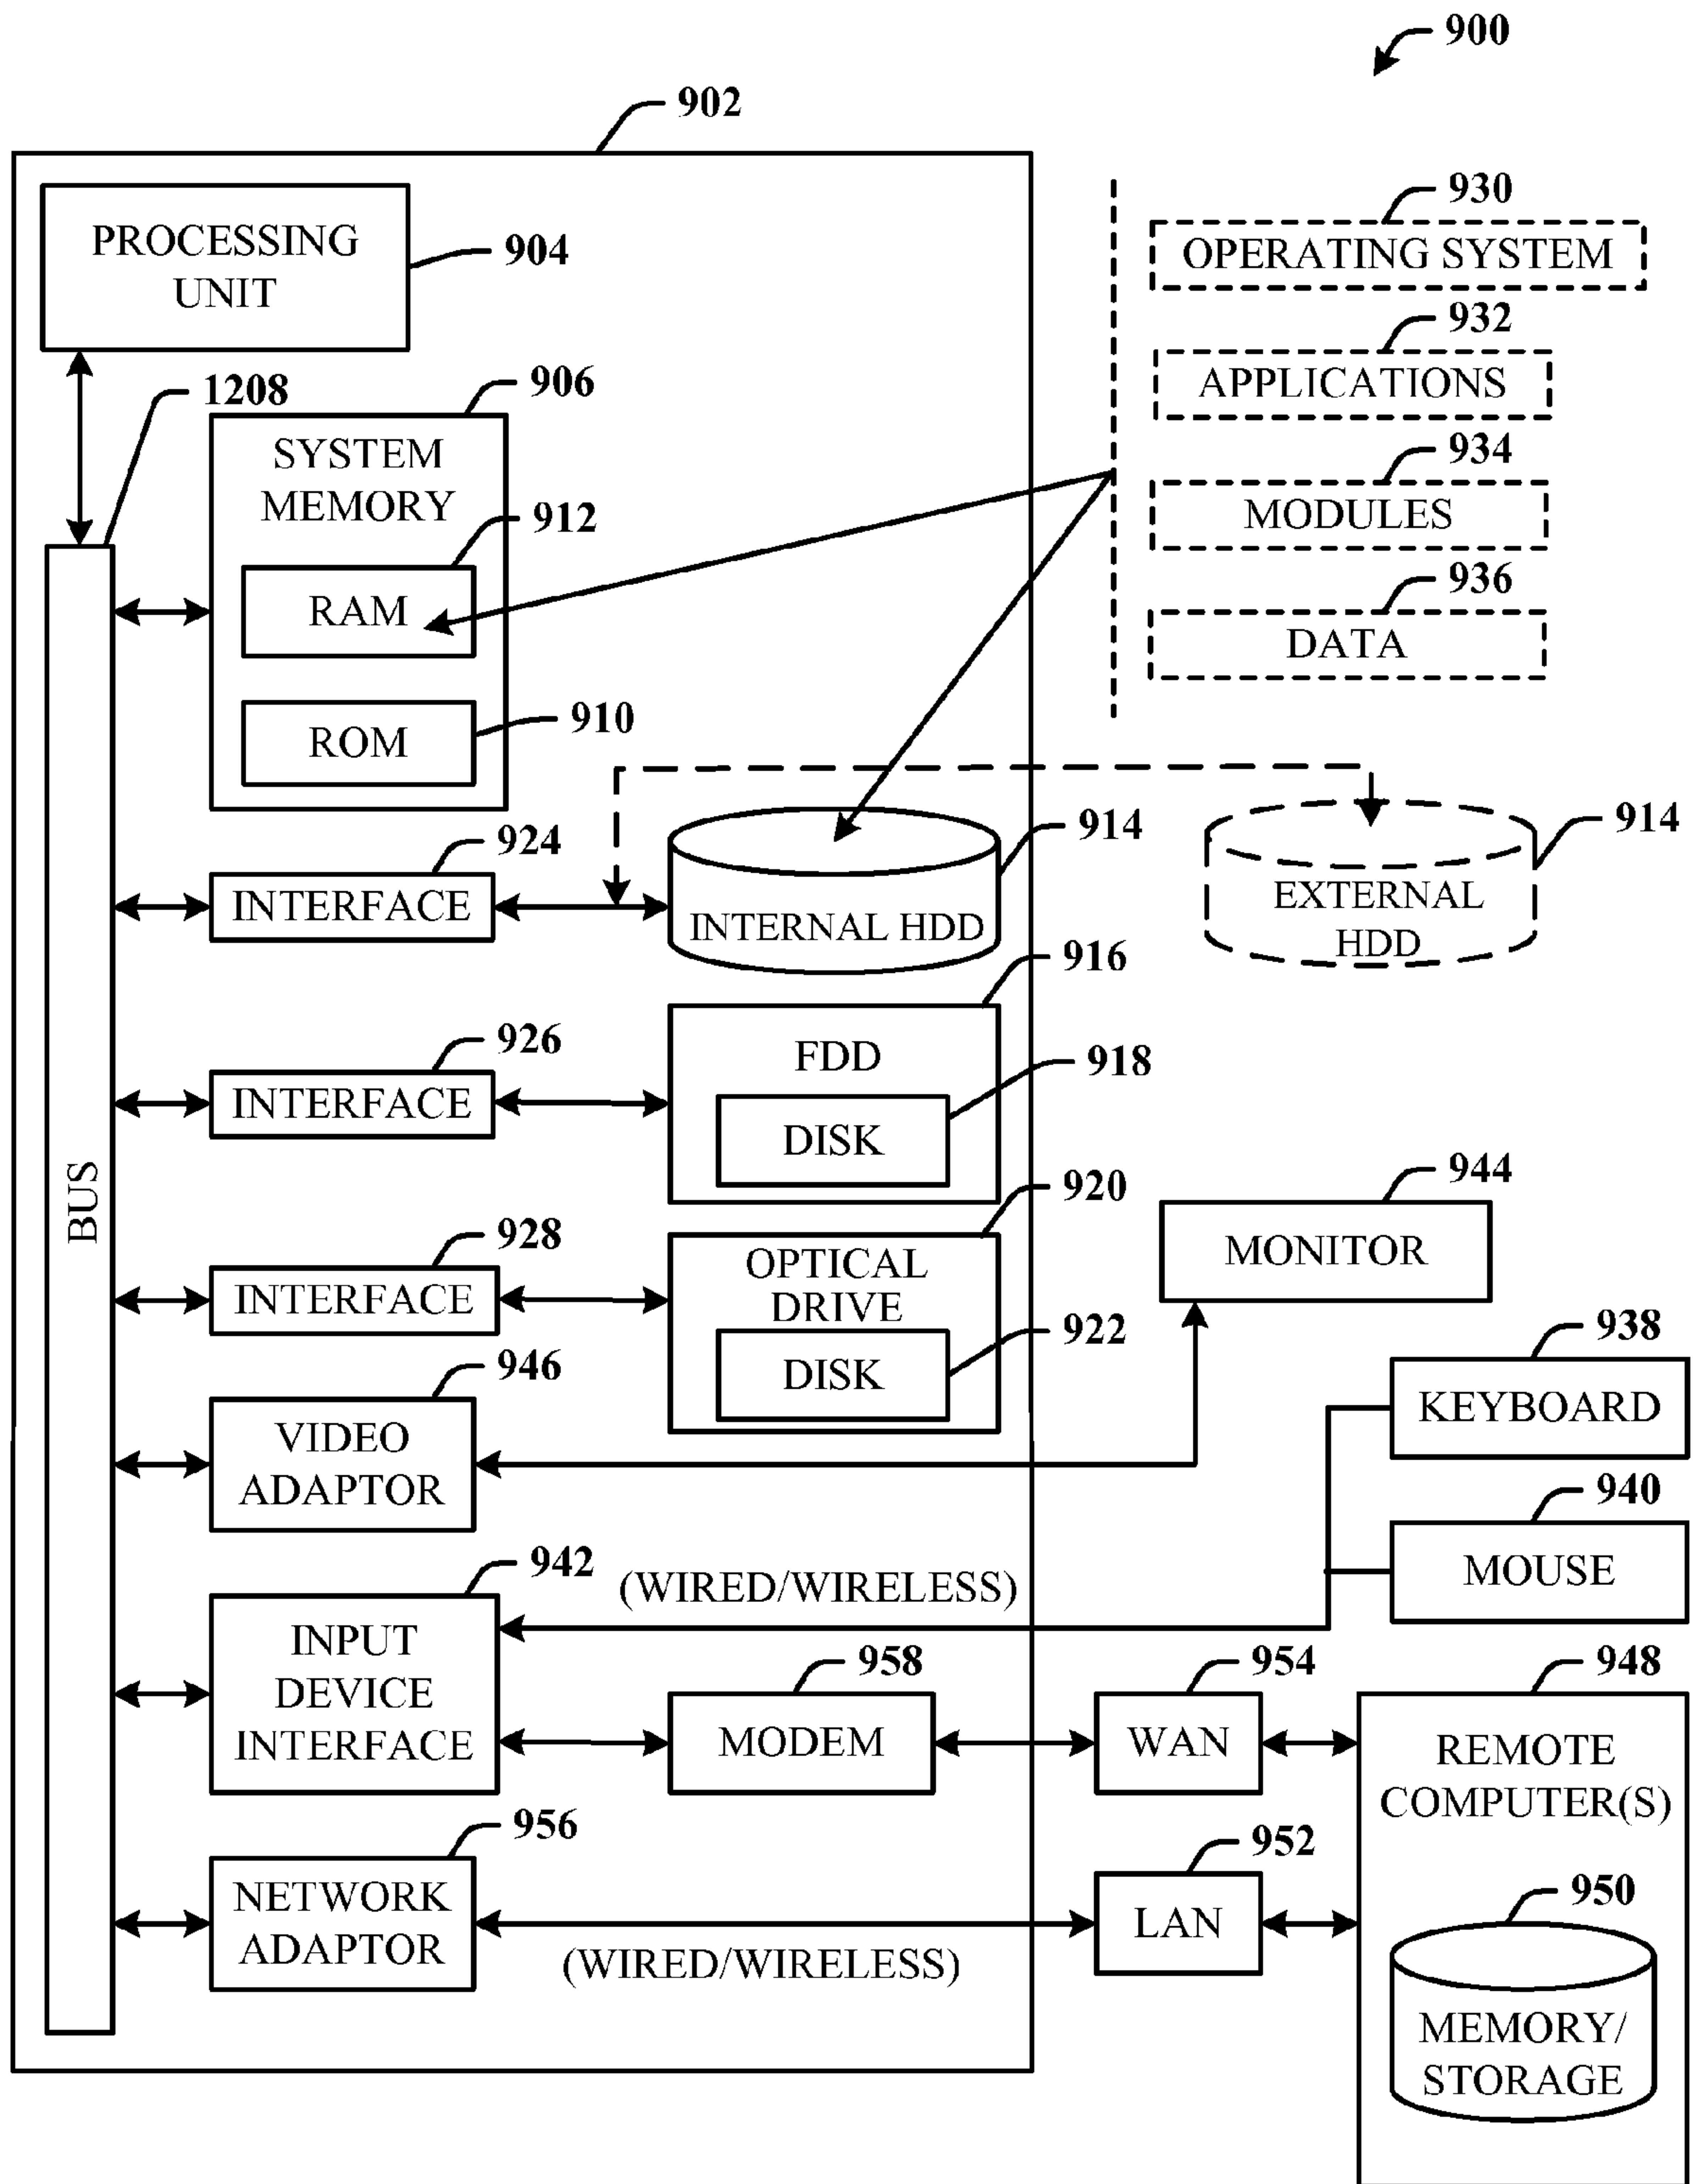 900
902
PROCESSING
UNIT
904
930
OPERATING SYSTEM
932
APPLICATIONS
934
MODULES
936
DATA
1208
906
SYSTEM
MEMORY
912
RAM
910
ROM
924
INTERFACE
914
INTERNAL HDD
914
EXTERNAL
HDD
916
926
INTERFACE
FDD
918
DISK
BUS
920
928
INTERFACE
OPTICAL
DRIVE
922
DISK
944
MONITOR
946
VIDEO
ADAPTOR
938
KEYBOARD
940
MOUSE
942
(WIRED/WIRELESS)
INPUT
DEVICE
INTERFACE
958
MODEM
954
WAN
948
REMOTE
COMPUTER(S)
956
NETWORK
ADAPTOR
(WIRED/WIRELESS)
952
LAN
950
MEMORY/
STORAGE